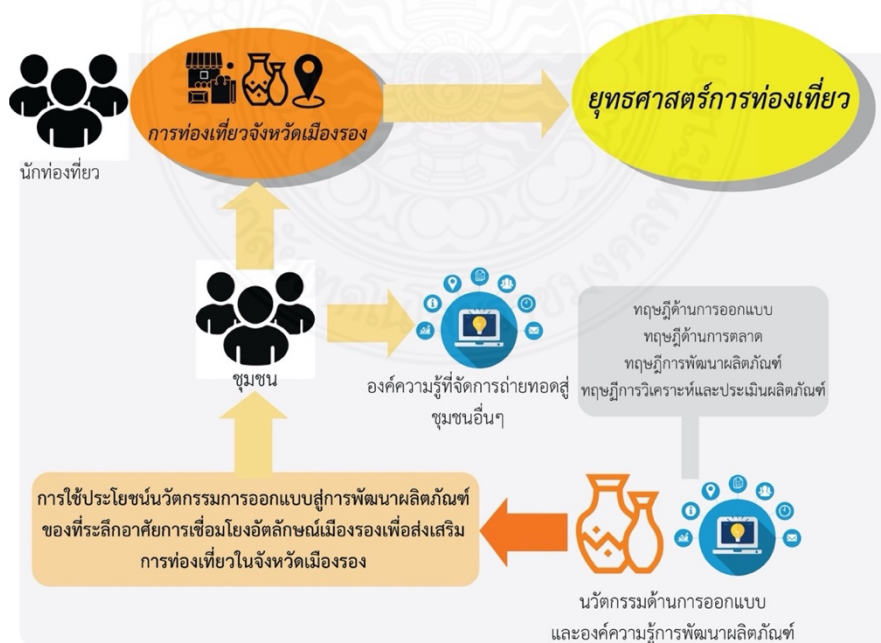 นักท่องที่ยว
การท่องเที่ยวจังหวัดเมืองรอง
ยุทธศาสตร์การท่องเที่ยว
ชุมชน
องค์ความรู้ที่จัดการถ่ายทอดสู่
ชุมชนอื่นๆ
ทฤษฎีด้านการออกแบบ
ทฤษฎีด้านการตลาด
ทฤษฎีการพัฒนาผลิตภัณฑ์
ทฤษฎีการวิเคราะห์และประเมินผลิตภัณฑ์
การใช้ประโยชน์นวัตกรรมการออกแบบสู่การพัฒนาผลิตภัณฑ์
ของที่ระลึกอาศัยการเชื่อมโยงอัตลักษณ์เมืองรองเพื่อส่งเสริม
การท่องเที่ยวในจังหวัดเมืองรอง
นวัตกรรมด้านการออกแบบ
และองค์ความรู้การพัฒนาผลิตภัณฑ์